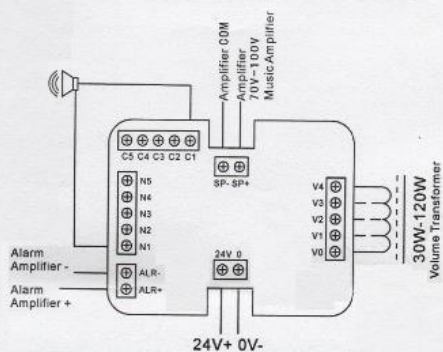 Amplifier COM
Amplifier
70V-100V
Music Amplifier
C5 C4 C3 C2 C1
SP- SP+
N5
N4
N3
N2
N1
V4
V3
V2
V1
V0
30W-120W
Volume Transformer
24V 0
ALR-
ALR+
Alarm
Amplifier -
Alarm
Amplifier +
24V+ 0V-